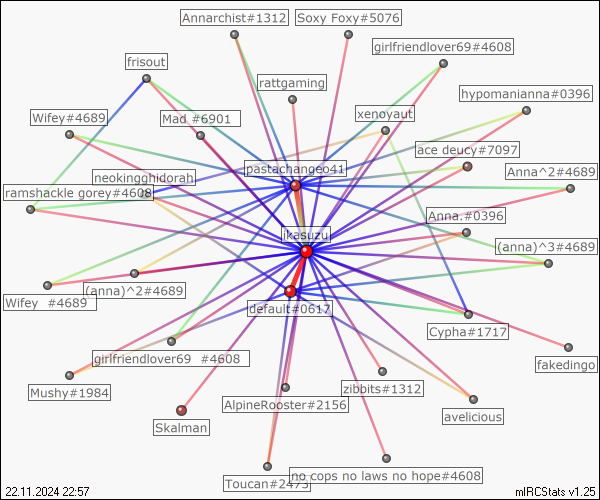 Annarchist#1312
Soxy Foxy#5076
girlfriendlover69#4608
frisout
rattgaming
hypomanianna#0396
Wifey#4689
Mad_#6901
xenoyaut
ace deucy#7097
pastachangeo41
Anna^2#4689
neokingghidorah
ramshackle gorey#4608
Anna.#0396
jkasuzuj
(anna)^3#4689
(anna)^2#4689
Wifey  #4689
default#0617
Cypha#1717
girlfriendlover69  #4608
fakedingo
Mushy#1984
zibbits#1312
AlpineRooster#2156
avelicious
Skalman
no cops no laws no hope#4608
Toucan#2473
22.11.2024 22:57
mIRCStats v1.25